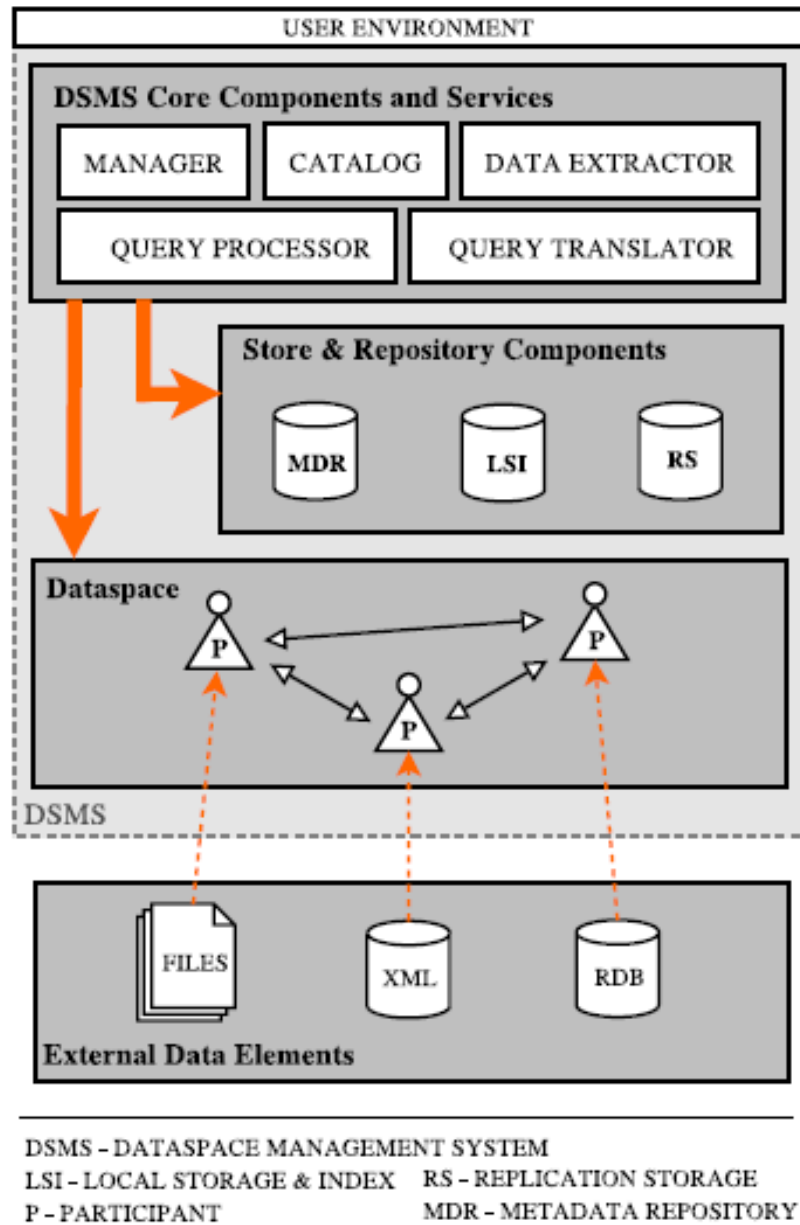 USER ENVIRONMENT
DSMS Core Components and Services
MANAGER
CATALOG
DATA EXTRACTOR
QUERY PROCESSOR
QUERY TRANSLATOR
Store & Repository Components
MDR
LSI
RS
Dataspace
P
P
P
DSMS
FILES
XML
RDB
External Data Elements
DSMS – DATASPACE MANAGEMENT SYSTEM
LSI – LOCAL STORAGE & INDEX RS – REPLICATION STORAGE
P – PARTICIPANT MDR – METADATA REPOSITORY